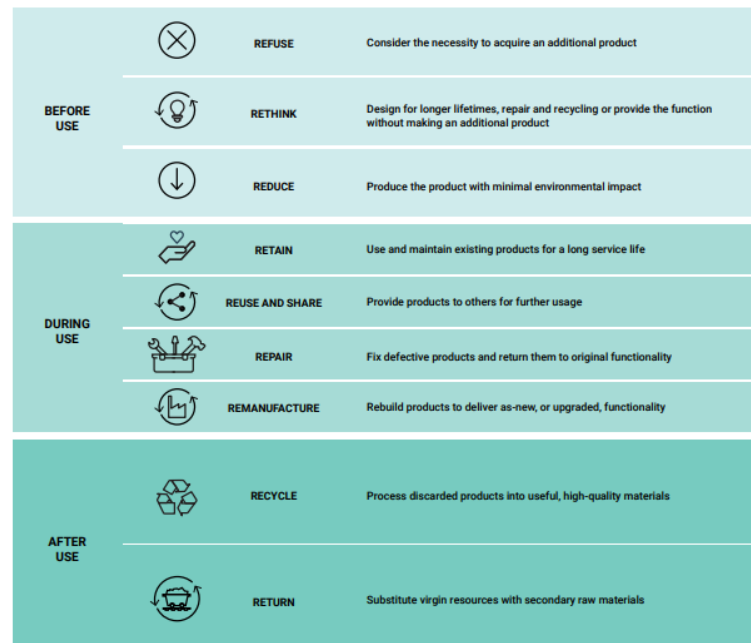 BEFORE
USE
REFUSE
Consider the necessity to acquire an additional product
RETHINK
Design for longer lifetimes, repair and recycling or provide the function
without making an additional product
REDUCE
Produce the product with minimal environmental impact
DURING
USE
RETAIN
Use and maintain existing products for a long service life
REUSE AND SHARE
Provide products to others for further usage
REPAIR
Fix defective products and return them to original functionality
REMANUFACTURE
Rebuild products to deliver as-new, or upgraded, functionality
AFTER
USE
RECYCLE
Process discarded products into useful, high-quality materials
RETURN
Substitute virgin resources with secondary raw materials